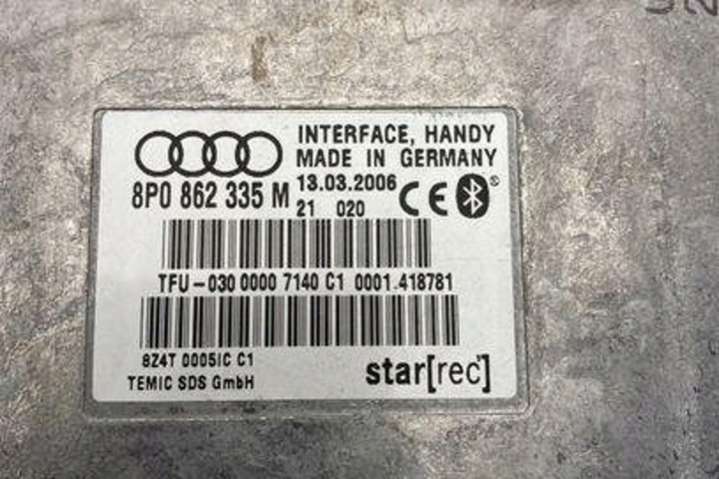 INTERFACE, HANDY
MADE IN GERMANY
8P0 862 335 M
13.03.2006
21 020
CE
TFU-030 0000 7140 C1 0001.418781
8Z4T 0005IC C1
TEMIC SDS GmbH
star[rec]